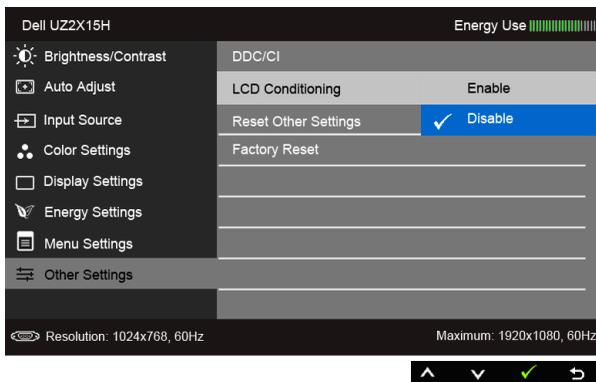 Dell UZ2X15H Energy Use
Brightness/Contrast DDC/CI
Auto Adjust LCD Conditioning Enable
Input Source Reset Other Settings Disable
Color Settings Factory Reset
Display Settings
Energy Settings
Menu Settings
Other Settings
Resolution: 1024x768, 60Hz Maximum: 1920x1080, 60Hz